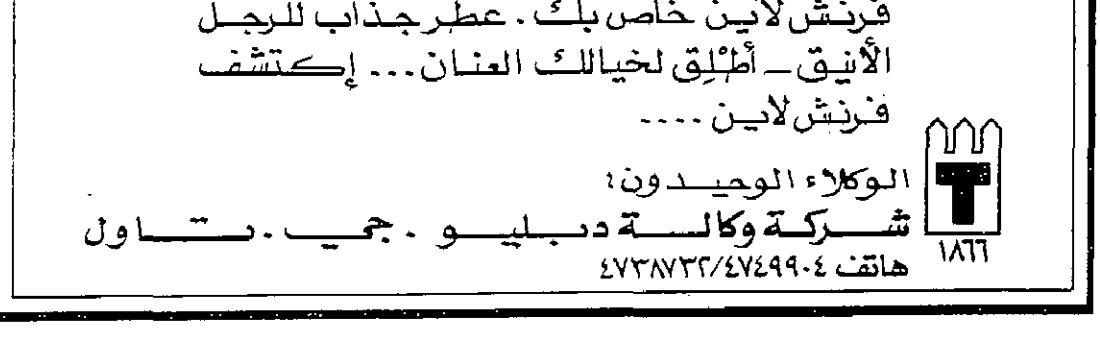 فرنش لاين خاص بك . عطر جذاب للرجل
الأنيق _ أطْلِق لخيالك العنان ... إكتشف
فرنش لاين ....
الوكلاء الوحيدون:
شركة وكالة دبليو . جي . تاول
هاتف ٤٧٣٨٧٣٢/٤٧٤٩٩٠٤
T
١٨٦٦